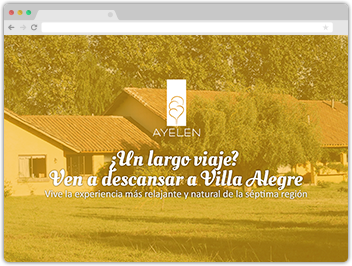 AYELEN
¿Un largo viaje?
Ven a descansar a Villa Alegre
Vive la experiencia más relajante y natural de la séptima región